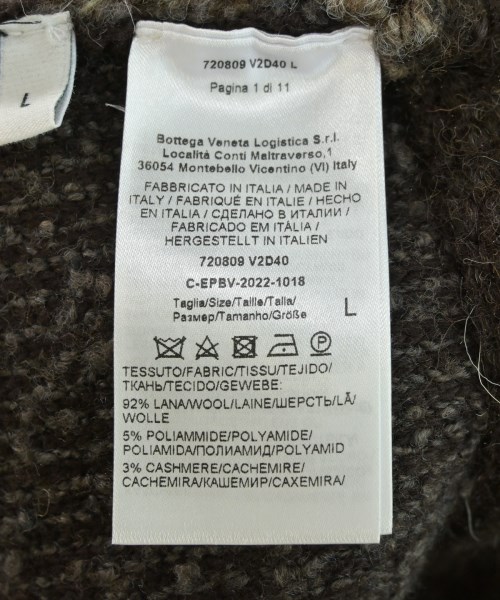 L
720809 V2D40 L
Pagina 1 di 11
Bottega Veneta Logistica S.r.l.
Località Conti Maltraverso,1
36054 Montebello Vicentino (VI) Italy
FABBRICATO IN ITALIA / MADE IN
ITALY / FABRIQUÉ EN ITALIE / HECHO
EN ITALIA / СДЕЛАНО В ИТАЛИИ /
FABRICADO EM ITÁLIA /
HERGESTELLT IN ITALIEN
720809 V2D40
C-EPBV-2022-1018
Taglia/Size/Taille/Talla/
Размер/Tamanho/Größe L
TESSUTO/FABRIC/TISSU/TEJIDO/
ТКАНЬ/TECIDO/GEWEBE:
92% LANA/WOOL/LAINE/ШЕРСТЬ/LÃ/
WOLLE
5% POLIAMMIDE/POLYAMIDE/
POLIAMIDA/ПОЛИАМИД/POLYAMID
3% CASHMERE/CACHEMIRE/
CACHEMIRA/КАШЕМИР/CAXEMIRA/